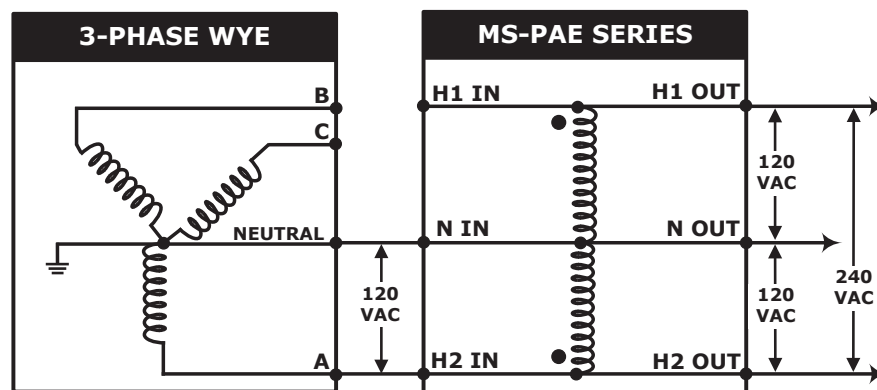 3-PHASE WYE
MS-PAE SERIES
B
C
NEUTRAL
A
120
VAC
H1 IN
H1 OUT
N IN
N OUT
H2 IN
H2 OUT
120
VAC
120
VAC
240
VAC